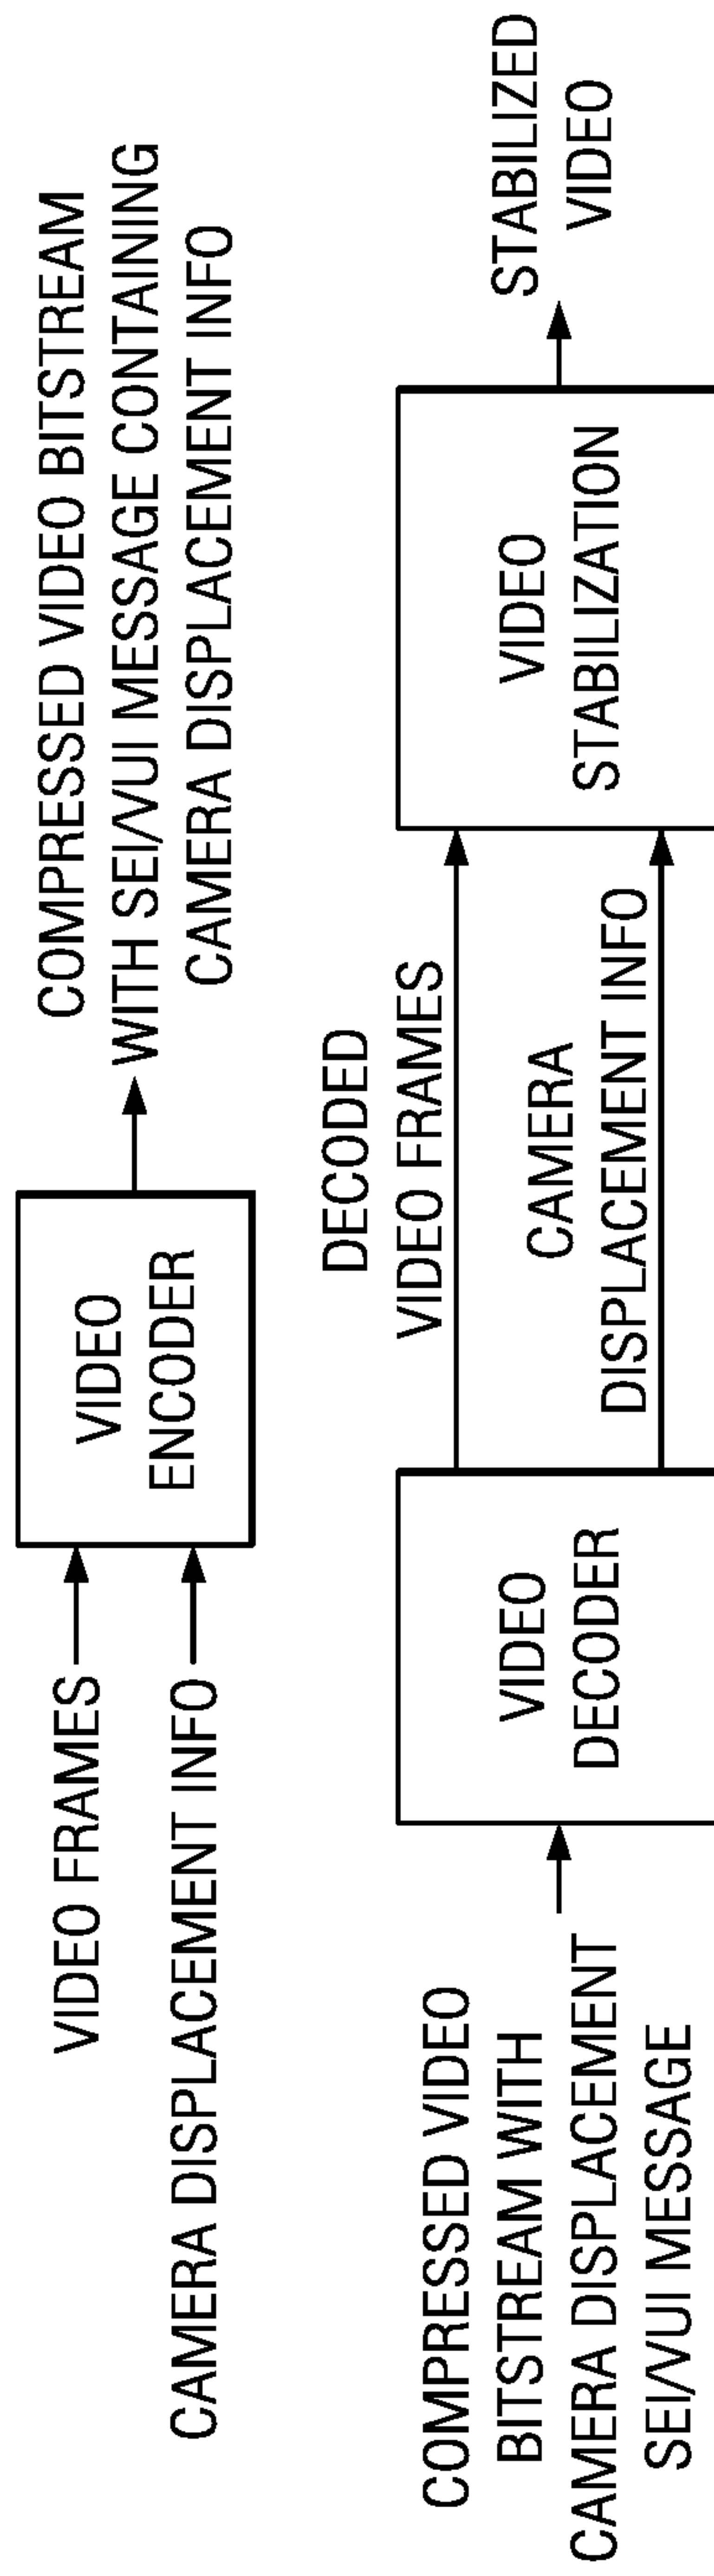 VIDEO FRAMES
CAMERA DISPLACEMENT INFO
VIDEO
ENCODER
COMPRESSED VIDEO BITSTREAM
WITH SEI/VUI MESSAGE CONTAINING
CAMERA DISPLACEMENT INFO
COMPRESSED VIDEO
BITSTREAM WITH
CAMERA DISPLACEMENT
SEI/VUI MESSAGE
VIDEO
DECODER
DECODED
VIDEO FRAMES
CAMERA
DISPLACEMENT INFO
VIDEO
STABILIZATION
STABILIZED
VIDEO